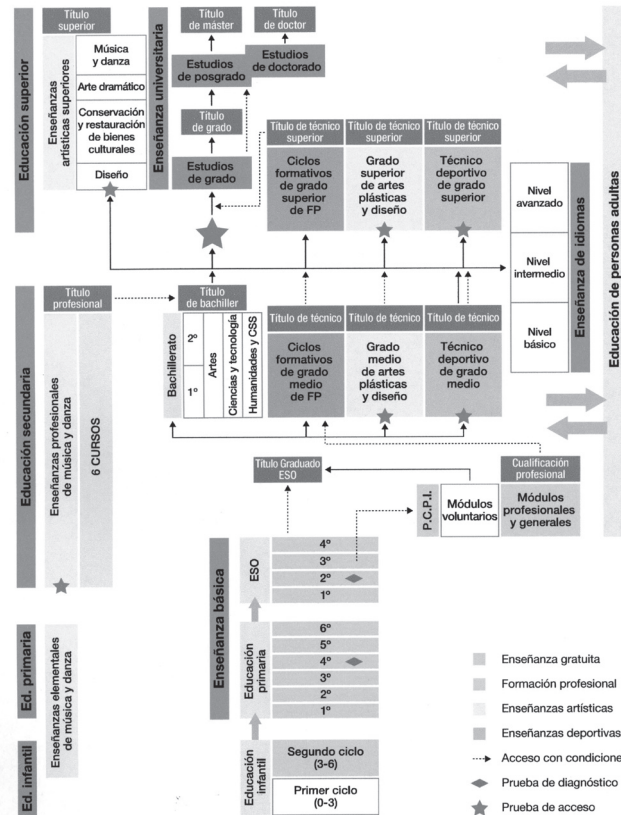 Educación superior
Título
superior
Enseñanzas
artísticas superiores
Música
y danza
Arte dramático
Conservación
y restauración
de bienes
culturales
Diseño
Enseñanza universitaria
Título
de máster
Título
de doctor
Estudios
de posgrado
Estudios
de doctorado
Título
de grado
Estudios
de grado
Título de técnico
superior
Título de técnico
superior
Título de técnico
superior
Ciclos
formativos
de grado
superior
de FP
Grado
superior
de artes
plásticas
y diseño
Técnico
deportivo
de grado
superior
Nivel
avanzado
Nivel
intermedio
Nivel
básico
Enseñanza de idiomas
Educación de personas adultas
Educación secundaria
Título
profesional
Enseñanzas profesionales
de música y danza
6 CURSOS
Título
de bachiller
Bachillerato
2º
1º
Artes
Ciencias y tecnología
Humanidades y CSS
Título de técnico
Título de técnico
Título de técnico
Ciclos
formativos
de grado
medio
de FP
Grado
medio
de artes
plásticas
y diseño
Técnico
deportivo
de grado
medio
Título Graduado
ESO
Cualificación
profesional
P.C.P.I.
Módulos
voluntarios
Módulos
profesionales
y generales
Enseñanza básica
ESO
4º
3º
2º
1º
Ed. primaria
Enseñanzas elementales
de música y danza
Educación
primaria
6º
5º
4º
3º
2º
1º
Ed. infantil
Educación
infantil
Segundo ciclo
(3-6)
Primer ciclo
(0-3)
Enseñanza gratuita
Formación profesional
Enseñanzas artísticas
Enseñanzas deportivas
Acceso con condicione
Prueba de diagnóstico
Prueba de acceso